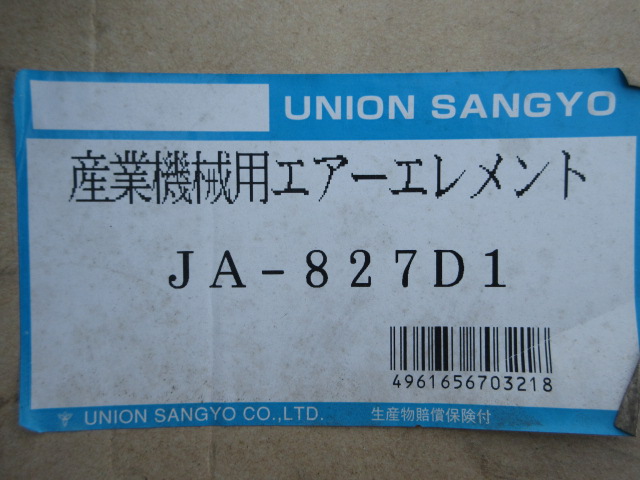 UNION SANGYO
産業機械用エアーエレメント
JA-827D1
4961656703218
UNION SANGYO CO.,LTD. 生産物賠償保険付